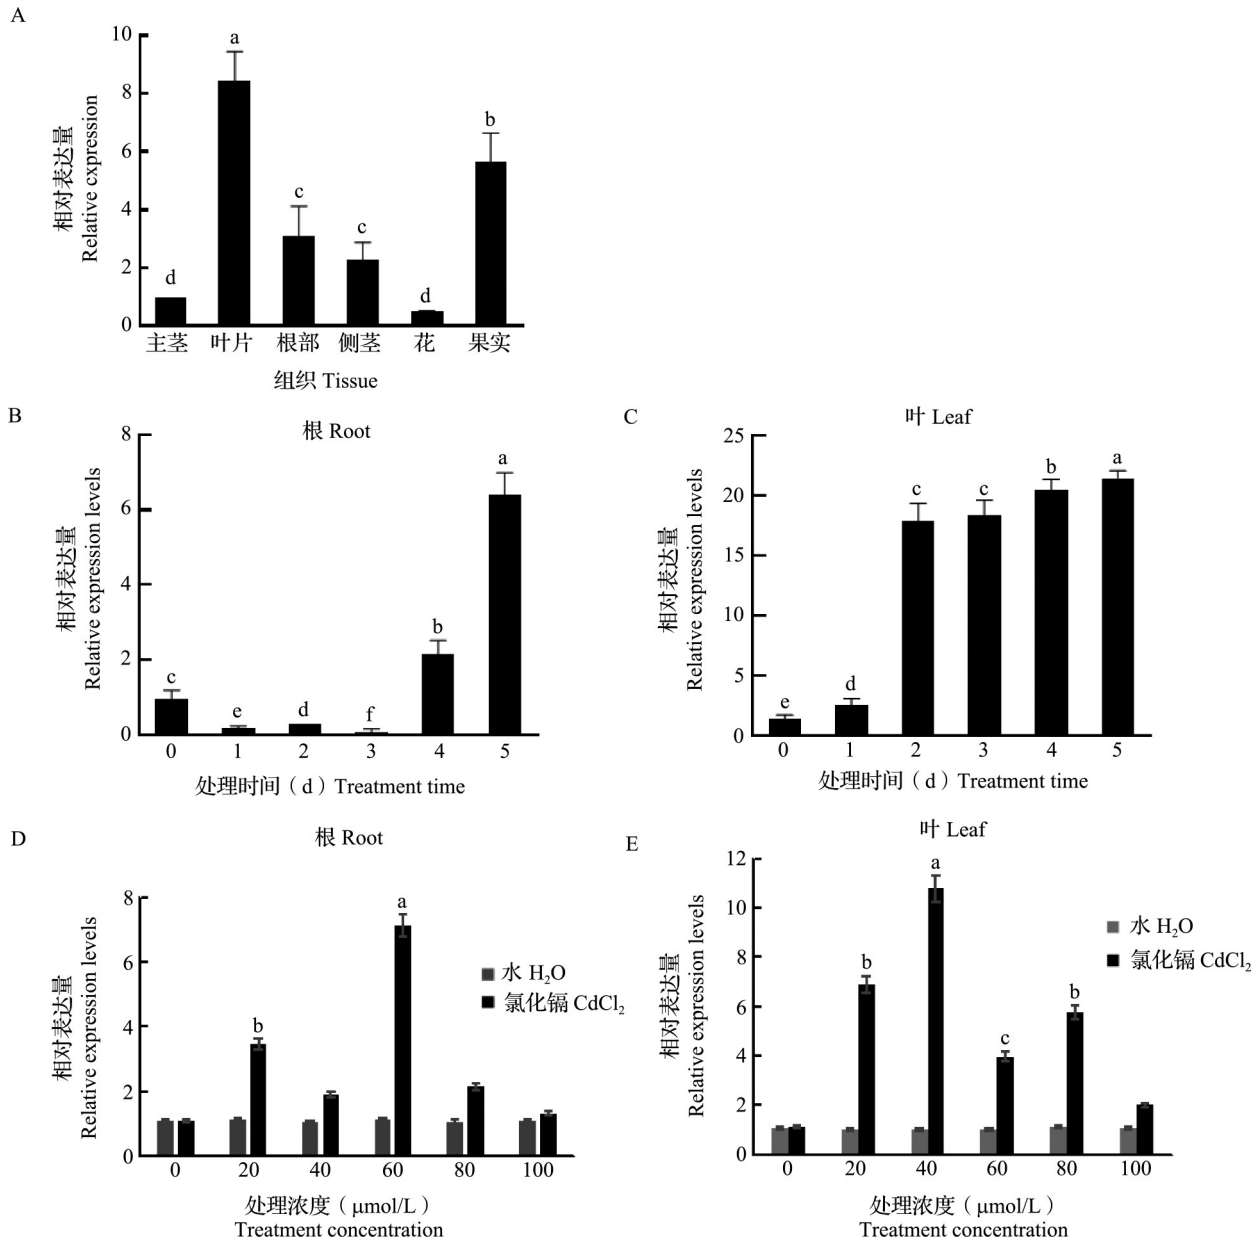 A
相对表达量
Relative expression
10
8
6
4
2
0
d
a
c
c
d
b
主茎 叶片 根部 侧茎 花 果实
组织 Tissue
B
根 Root
相对表达量
Relative expression levels
8
6
4
2
0
c
e
d
f
b
a
0 1 2 3 4 5
处理时间（d）Treatment time
C
叶 Leaf
相对表达量
Relative expression levels
25
20
15
10
5
0
e
d
c
c
b
a
0 1 2 3 4 5
处理时间（d）Treatment time
D
根 Root
相对表达量
Relative expression levels
8
6
4
2
0
b
a
水 H₂O
氯化镉 CdCl₂
0 20 40 60 80 100
处理浓度（μmol/L）
Treatment concentration
E
叶 Leaf
相对表达量
Relative expression levels
12
10
8
6
4
2
0
b
a
c
b
水 H₂O
氯化镉 CdCl₂
0 20 40 60 80 100
处理浓度（μmol/L）
Treatment concentration